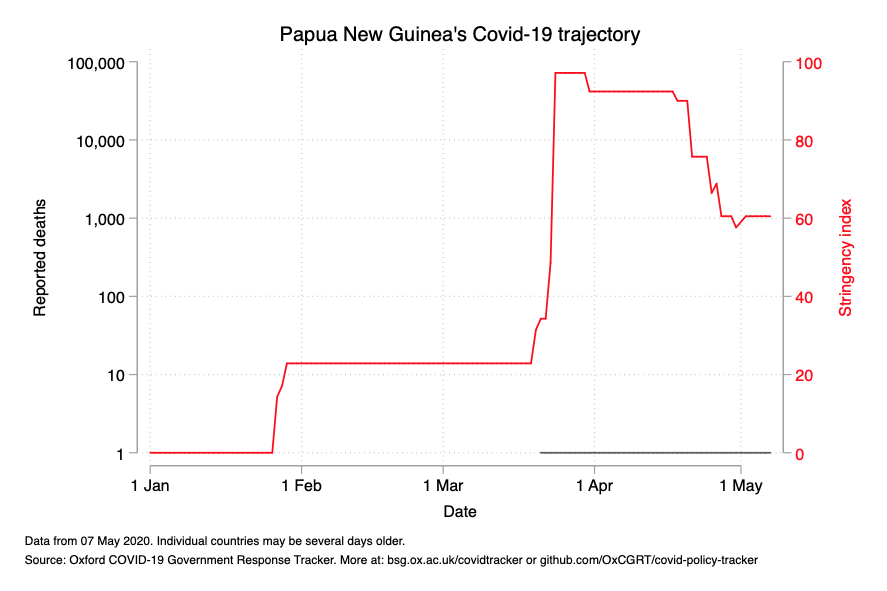 Papua New Guinea's Covid-19 trajectory
100,000
10,000
1,000
100
10
1
Reported deaths
100
80
60
40
20
0
Stringency index
1 Jan
1 Feb
1 Mar
1 Apr
1 May
Date
Data from 07 May 2020. Individual countries may be several days older.
Source: Oxford COVID-19 Government Response Tracker. More at: bsg.ox.ac.uk/covidtracker or github.com/OxCGRT/covid-policy-tracker